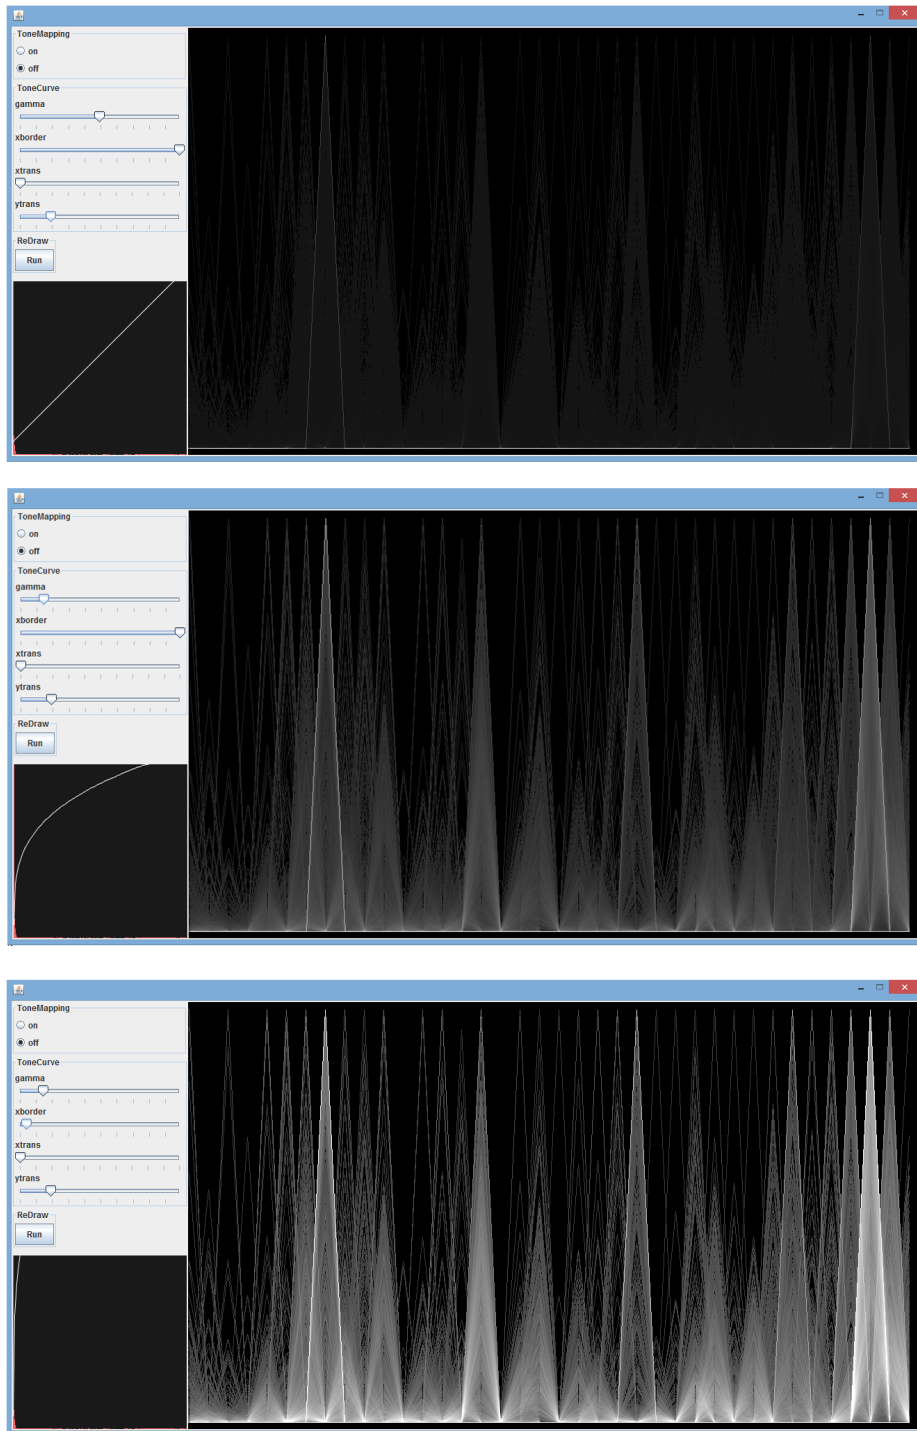 ToneMapping
on
off
ToneCurve
gamma
xborder
xtrans
ytrans
ReDraw
Run
ToneMapping
on
off
ToneCurve
gamma
xborder
xtrans
ytrans
ReDraw
Run
ToneMapping
on
off
ToneCurve
gamma
xborder
xtrans
ytrans
ReDraw
Run